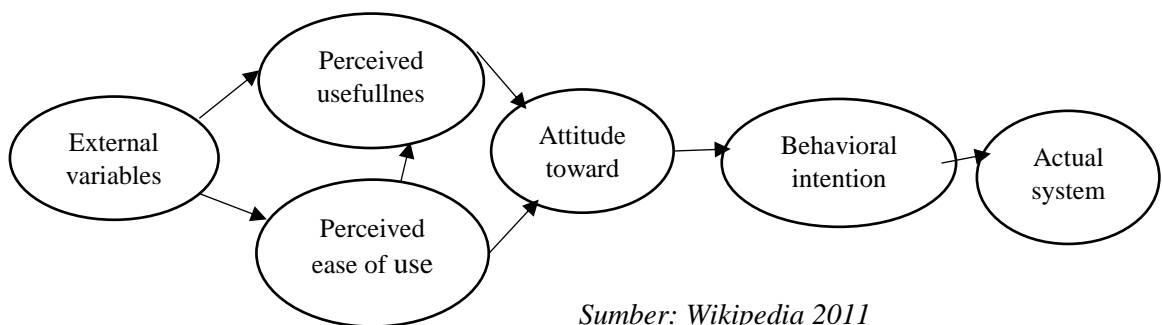 External
variables
Perceived
usefullnes
Perceived
ease of use
Attitude
toward
Behavioral
intention
Actual
system
Sumber: Wikipedia 2011